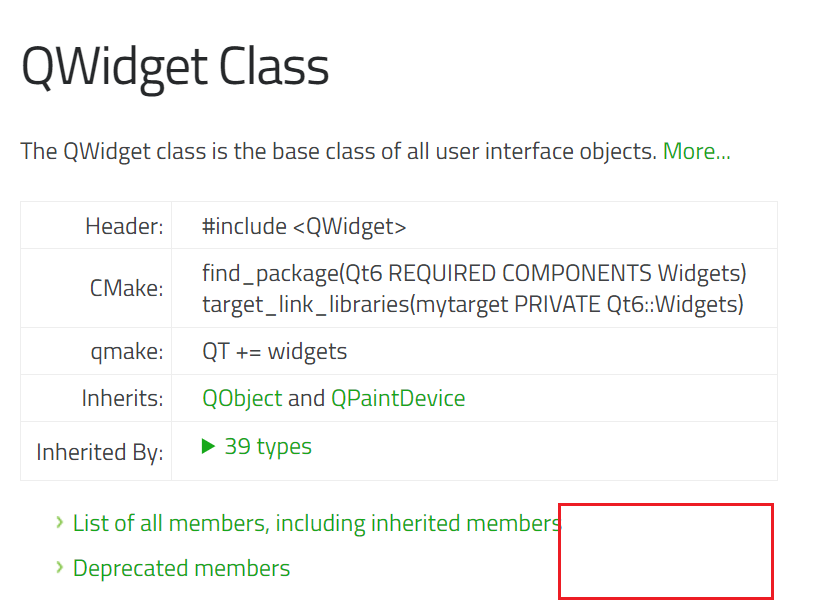 QWidget Class
The QWidget class is the base class of all user interface objects. More...
Header: #include <QWidget>
CMake: find_package(Qt6 REQUIRED COMPONENTS Widgets)
target_link_libraries(mytarget PRIVATE Qt6::Widgets)
qmake: QT += widgets
Inherits: QObject and QPaintDevice
Inherited By: ▶ 39 types
› List of all members, including inherited members
› Deprecated members